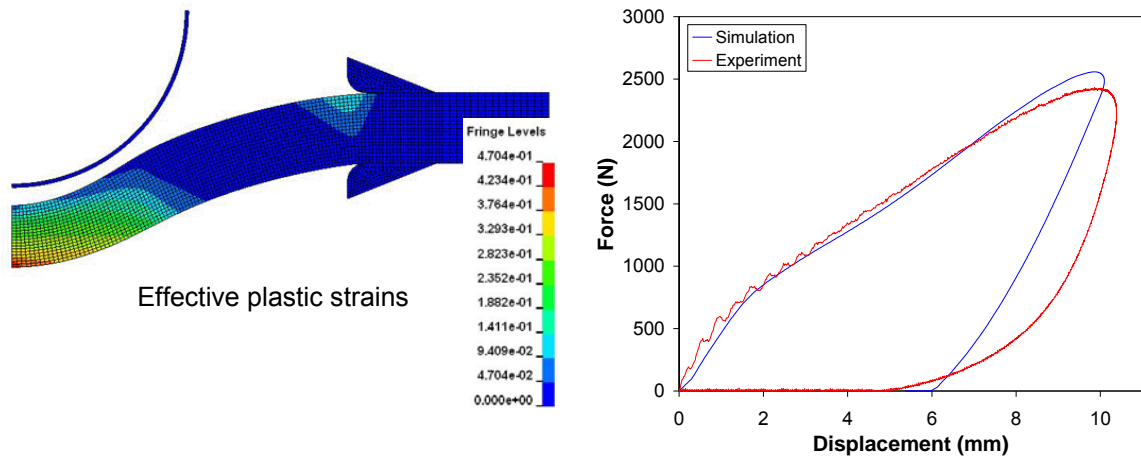 Fringe Levels
4.704e-01
4.234e-01
3.764e-01
3.293e-01
2.823e-01
2.352e-01
1.882e-01
1.411e-01
9.409e-02
4.704e-02
0.000e+00
Effective plastic strains
3000
2500
2000
1500
1000
500
0
Force (N)
Simulation
Experiment
0 2 4 6 8 10
Displacement (mm)